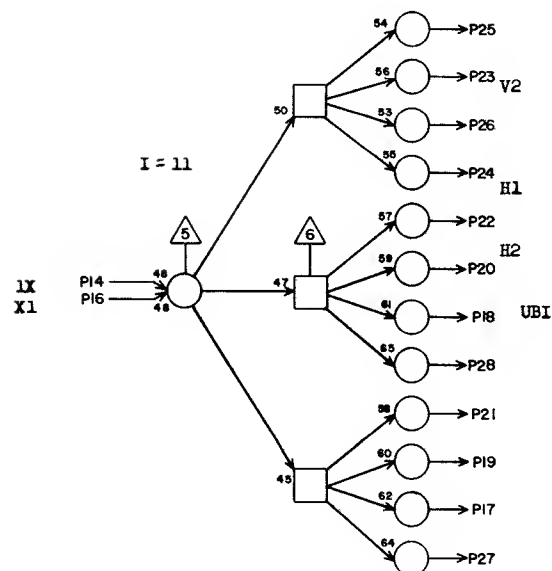 54 P25
56 P23 V2
50 53 P26
I = 11 55 P24
H1
5 6 57 P22
H2
1X P14 48 47 59 P20
X1 P16 48 61 P18 UBI
65 P28
58 P21
60 P19
45 62 P17
64 P27